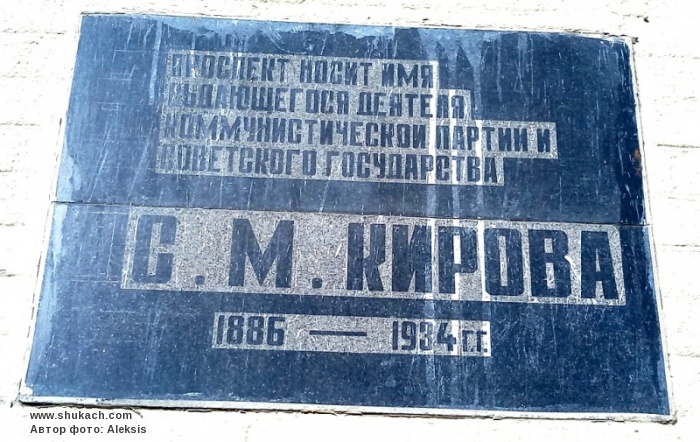 ПРОСПЕКТ НОСИТ ИМЯ
ВЫДАЮЩЕГОСЯ ДЕЯТЕЛЯ
КОММУНИСТИЧЕСКОЙ ПАРТИИ И
СОВЕТСКОГО ГОСУДАРСТВА
С. М. КИРОВА
1886 — 1934 гг.
www.shukach.com
Автор фото: Aleksis